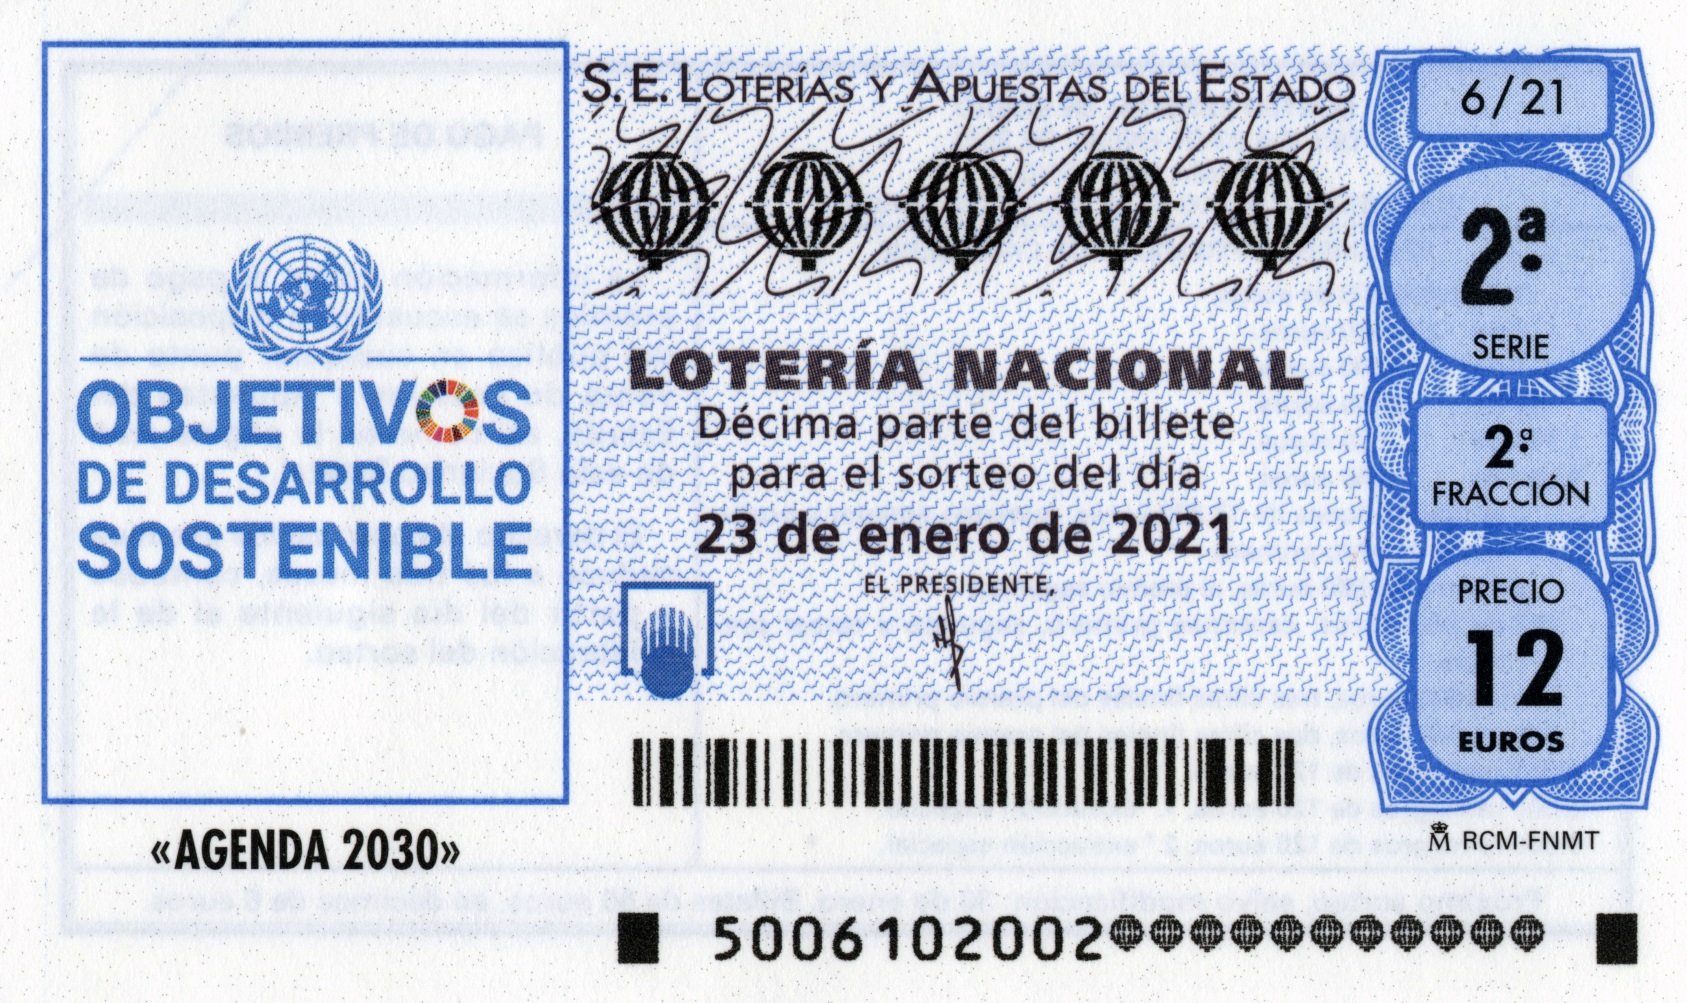 S. E. LOTERÍAS Y APUESTAS DEL ESTADO
6/21
2ª
SERIE
OBJETIVOS
DE DESARROLLO
SOSTENIBLE
LOTERÍA NACIONAL
Décima parte del billete
para el sorteo del día
23 de enero de 2021
EL PRESIDENTE,
2ª
FRACCIÓN
PRECIO
12
EUROS
«AGENDA 2030»
RCM-FNMT
5006102002